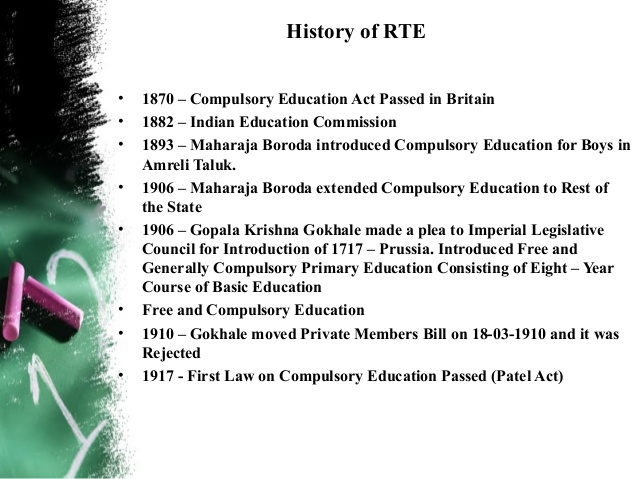 History of RTE
• 1870 – Compulsory Education Act Passed in Britain
• 1882 – Indian Education Commission
• 1893 – Maharaja Boroda introduced Compulsory Education for Boys in
Amreli Taluk.
• 1906 – Maharaja Boroda extended Compulsory Education to Rest of
the State
• 1906 – Gopala Krishna Gokhale made a plea to Imperial Legislative
Council for Introduction of 1717 – Prussia. Introduced Free and
Generally Compulsory Primary Education Consisting of Eight – Year
Course of Basic Education
• Free and Compulsory Education
• 1910 – Gokhale moved Private Members Bill on 18-03-1910 and it was
Rejected
• 1917 - First Law on Compulsory Education Passed (Patel Act)